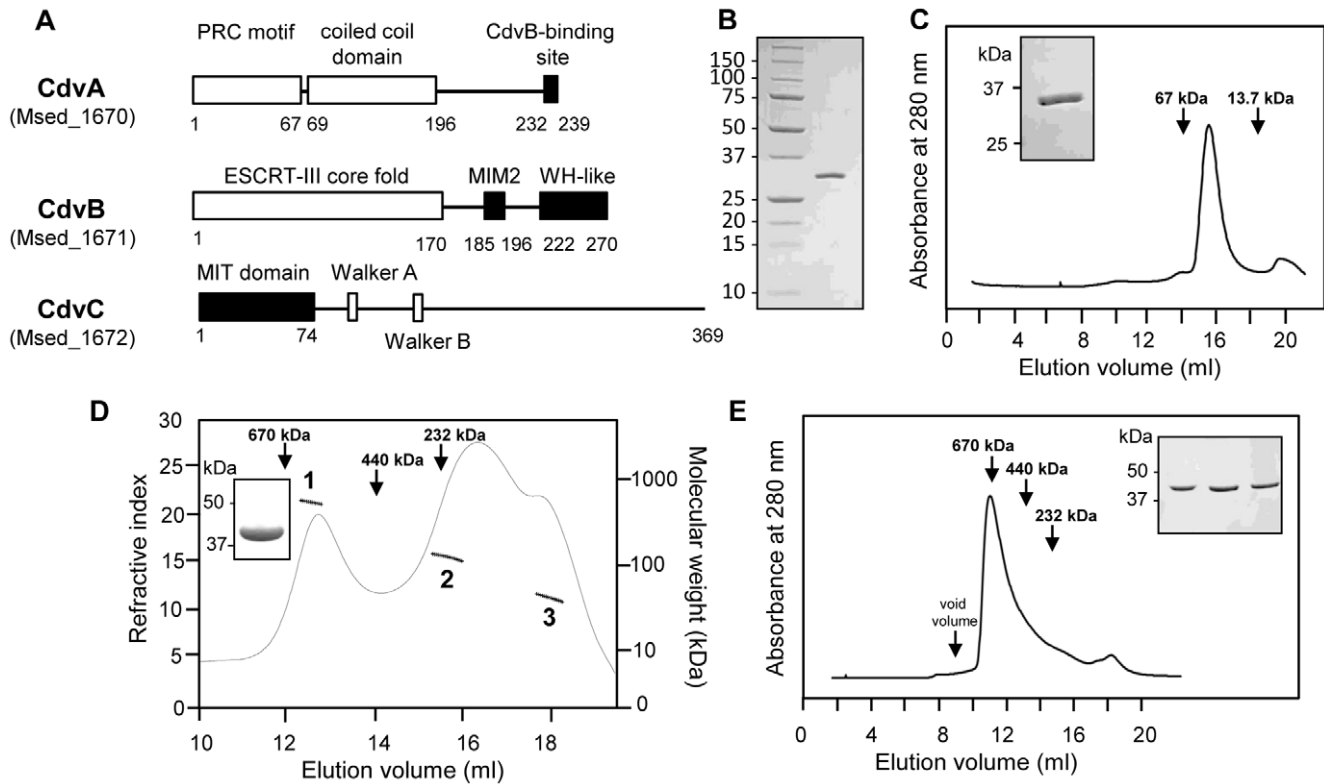 A
PRC motif
coiled coil
domain
CdvB-binding
site
CdvA
(Msed_1670)
1
67
69
196
232
239
ESCRT-III core fold
MIM2
WH-like
CdvB
(Msed_1671)
1
170
185
196
222
270
MIT domain
Walker A
CdvC
(Msed_1672)
1
74
Walker B
369
B
150
100
75
50
37
25
20
15
10
C
kDa
37
25
67 kDa
13.7 kDa
Absorbance at 280 nm
0
4
8
12
16
20
Elution volume (ml)
D
30
25
20
15
10
5
0
Refractive index
kDa
50
37
670 kDa
440 kDa
232 kDa
1
2
3
1000
100
10
0
Molecular weight (kDa)
10
12
14
16
18
Elution volume (ml)
E
Absorbance at 280 nm
void
volume
670 kDa
440 kDa
232 kDa
kDa
50
37
0
4
8
12
16
20
Elution volume (ml)